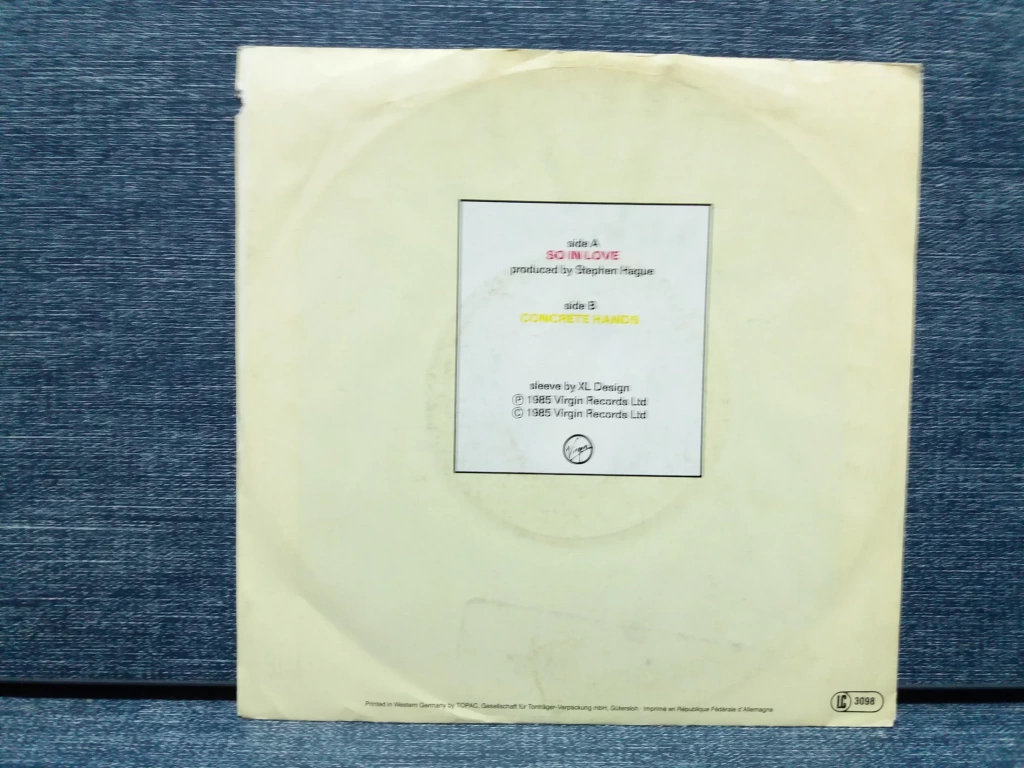 side A
SO IN LOVE
produced by Stephen Hague
side B
CONCRETE HANDS
sleeve by XL Design
Ⓟ 1985 Virgin Records Ltd
© 1985 Virgin Records Ltd
Virgin
LC 3098
Printed in Western Germany by TOPAC, Gesellschaft für Tonträger-Verpackung mbH, Gütersloh · Imprimé en République Fédérale d'Allemagne